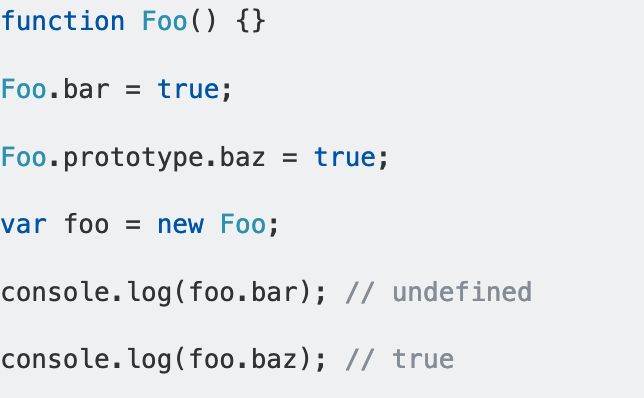 function Foo() {}
Foo.bar = true;
Foo.prototype.baz = true;
var foo = new Foo;
console.log(foo.bar); // undefined
console.log(foo.baz); // true